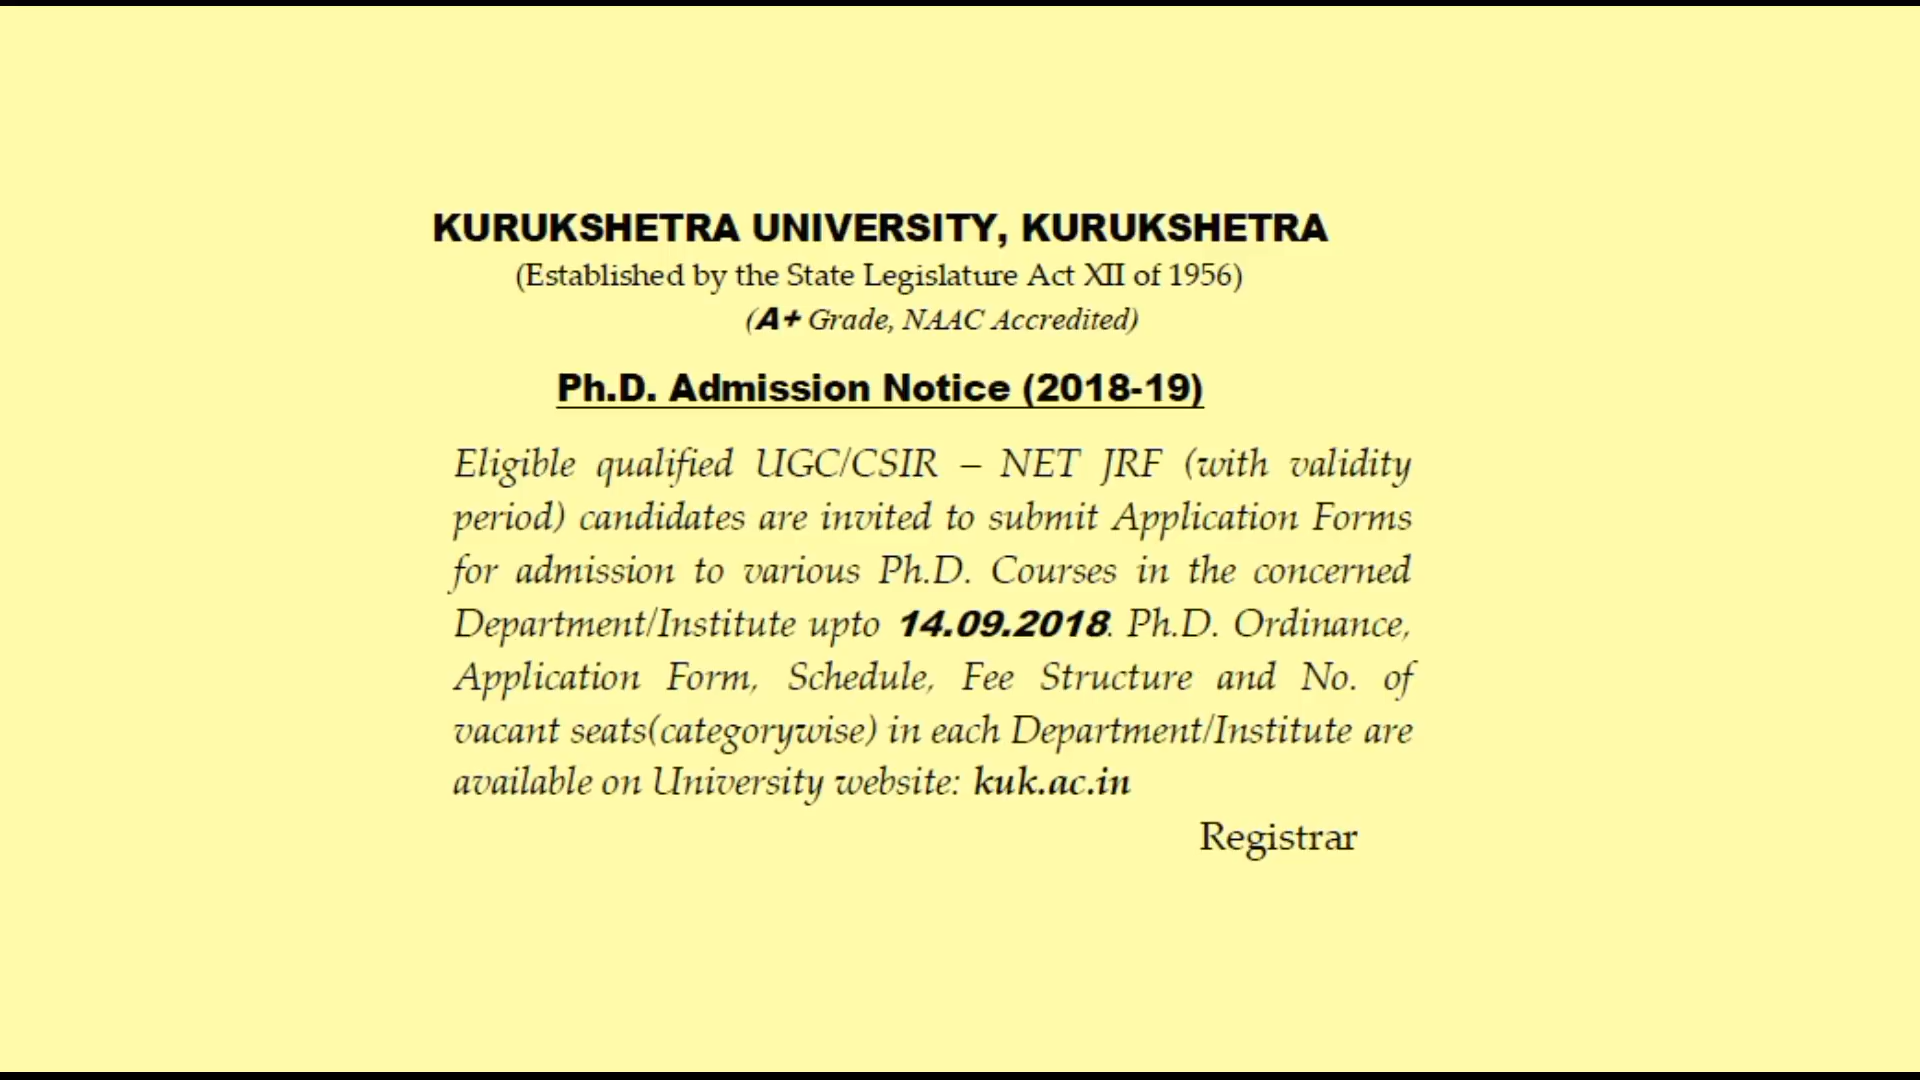 KURUKSHETRA UNIVERSITY, KURUKSHETRA
(Established by the State Legislature Act XII of 1956)
(A+ Grade, NAAC Accredited)
Ph.D. Admission Notice (2018-19)
Eligible qualified UGC/CSIR – NET JRF (with validity
period) candidates are invited to submit Application Forms
for admission to various Ph.D. Courses in the concerned
Department/Institute upto 14.09.2018. Ph.D. Ordinance,
Application Form, Schedule, Fee Structure and No. of
vacant seats(categorywise) in each Department/Institute are
available on University website: kuk.ac.in
Registrar